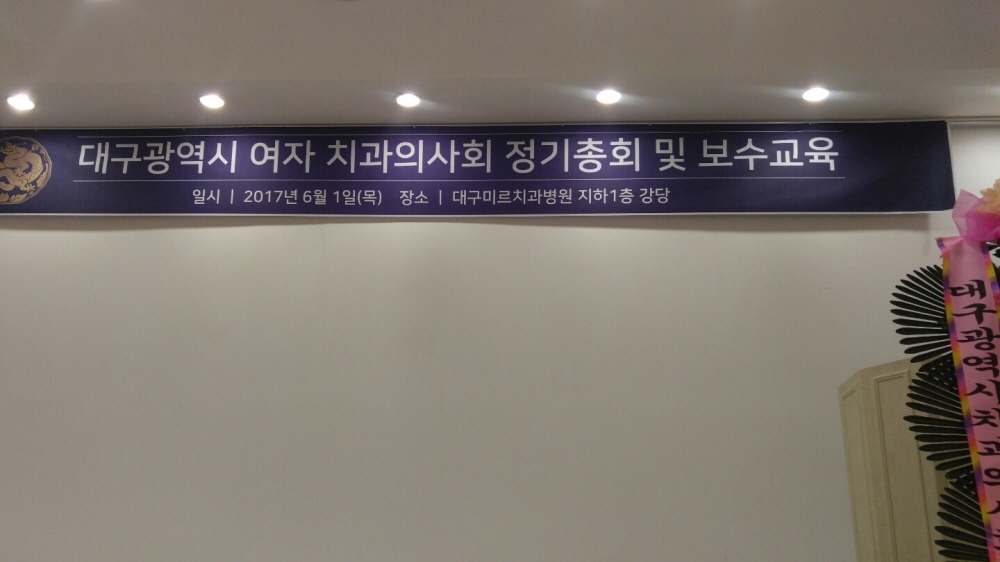 대구광역시 여자 치과의사회 정기총회 및 보수교육
일시 | 2017년 6월 1일(목) 장소 | 대구미르치과병원 지하1층 강당
대구광역시치과의사